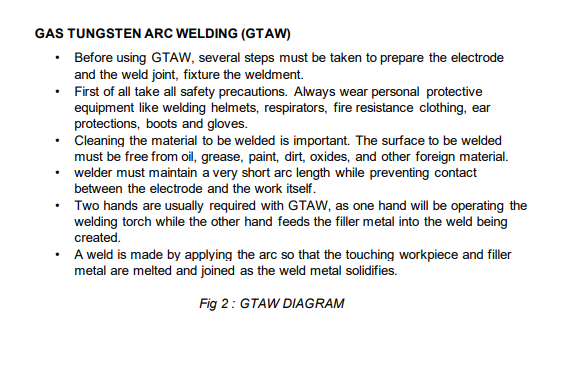 GAS TUNGSTEN ARC WELDING (GTAW)
• Before using GTAW, several steps must be taken to prepare the electrode
and the weld joint, fixture the weldment.
• First of all take all safety precautions. Always wear personal protective
equipment like welding helmets, respirators, fire resistance clothing, ear
protections, boots and gloves.
• Cleaning the material to be welded is important. The surface to be welded
must be free from oil, grease, paint, dirt, oxides, and other foreign material.
• welder must maintain a very short arc length while preventing contact
between the electrode and the work itself.
• Two hands are usually required with GTAW, as one hand will be operating the
welding torch while the other hand feeds the filler metal into the weld being
created.
• A weld is made by applying the arc so that the touching workpiece and filler
metal are melted and joined as the weld metal solidifies.
Fig 2 : GTAW DIAGRAM